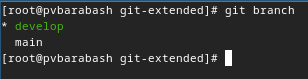 [root@pvbarabash git-extended]# git branch
* develop
  main
[root@pvbarabash git-extended]#